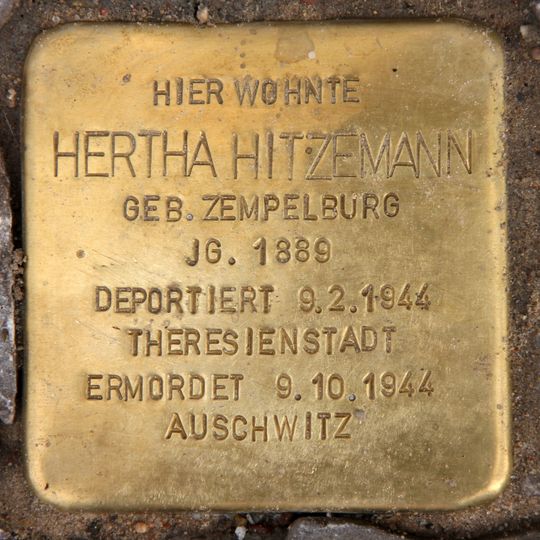 HIER WOHNTE
HERTHA HITZEMANN
GEB. ZEMPELBURG
JG. 1889
DEPORTIERT 9.2.1944
THERESIENSTADT
ERMORDET 9.10.1944
AUSCHWITZ